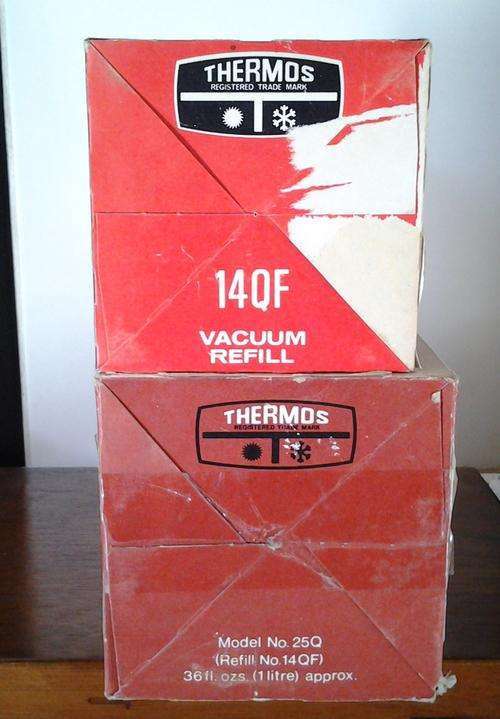 THERMOS
REGISTERED TRADE MARK
14QF
VACUUM
REFILL
THERMOS
REGISTERED TRADE MARK
Model No. 25Q
(Refill No. 14QF)
36 fl. ozs. (1 litre) approx.